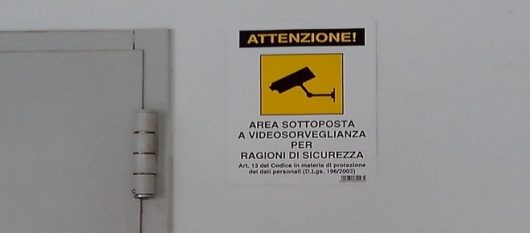 ATTENZIONE!
AREA SOTTOPOSTA
A VIDEOSORVEGLIANZA
PER
RAGIONI DI SICUREZZA
Art. 13 del Codice in materia di protezione
dei dati personali (D.Lgs. 196/2003)